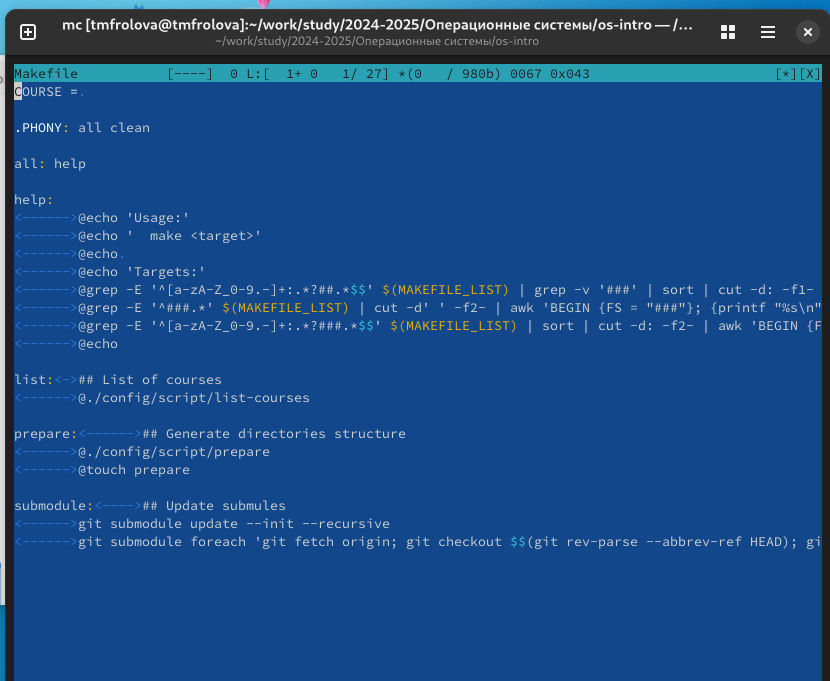 mc [tmfrolova@tmfrolova]:~/work/study/2024-2025/Операционные системы/os-intro — /...
~/work/study/2024-2025/Операционные системы/os-intro
Makefile [----] 0 L:[ 1+ 0 1/ 27] *(0 / 980b) 0067 0x043 [*][X]
COURSE =.
.PHONY: all clean
all: help
help:
<------>@echo 'Usage:'
<------>@echo '  make <target>'
<------>@echo.
<------>@echo 'Targets:'
<------>@grep -E '^[a-zA-Z_0-9.-]+:.*?##.*$$' $(MAKEFILE_LIST) | grep -v '###' | sort | cut -d: -f1-
<------>@grep -E '^###.*' $(MAKEFILE_LIST) | cut -d' ' -f2- | awk 'BEGIN {FS = "###"}; {printf "%s\n"
<------>@grep -E '^[a-zA-Z_0-9.-]+:.*?###.*$$' $(MAKEFILE_LIST) | sort | cut -d: -f2- | awk 'BEGIN {F
<------>@echo
list:<->## List of courses
<------>@./config/script/list-courses
prepare:<------>## Generate directories structure
<------>@./config/script/prepare
<------>@touch prepare
submodule:<---->## Update submules
<------>git submodule update --init --recursive
<------>git submodule foreach 'git fetch origin; git checkout $$(git rev-parse --abbrev-ref HEAD); gi